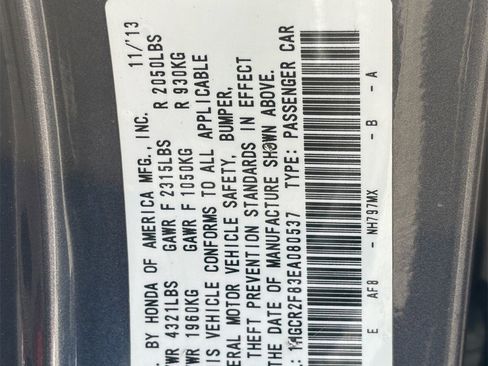 BY HONDA OF AMERICA MFG., INC. 11/'13
4321LBS GAWR F 2315LBS R 2050LBS
1960KG GAWR F 1050KG R 930KG
IS VEHICLE CONFORMS TO ALL APPLICABLE
ERAL MOTOR VEHICLE SAFETY, BUMPER,
THEFT PREVENTION STANDARDS IN EFFECT
THE DATE OF MANUFACTURE SHOWN ABOVE.
1HGCR2F83EA080537 TYPE: PASSENGER CAR
E AF8 - NH797MX - B - A